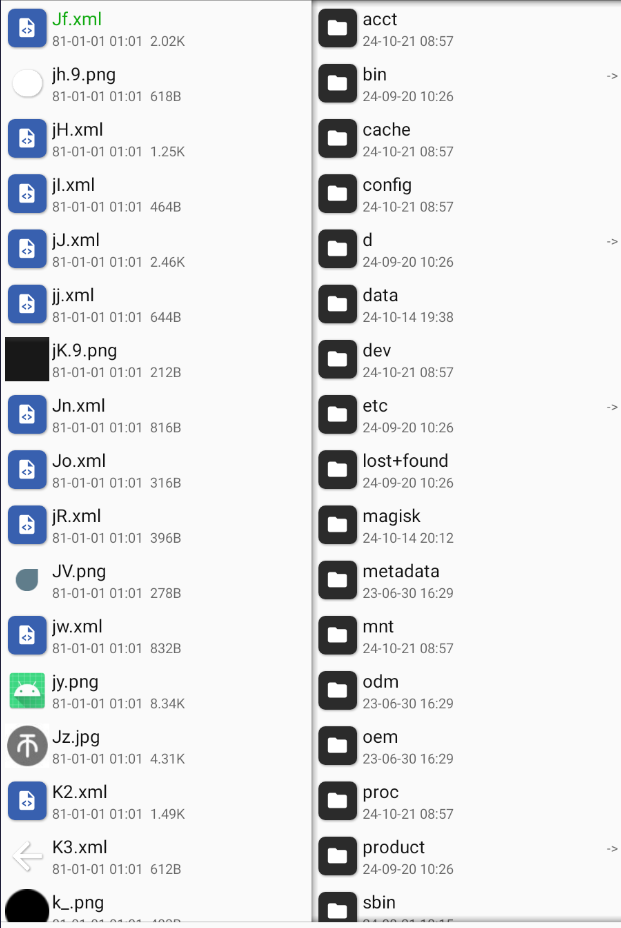 Jf.xml
81-01-01 01:01 2.02K
jh.9.png
81-01-01 01:01 618B
jH.xml
81-01-01 01:01 1.25K
jI.xml
81-01-01 01:01 464B
jJ.xml
81-01-01 01:01 2.46K
jj.xml
81-01-01 01:01 644B
jK.9.png
81-01-01 01:01 212B
Jn.xml
81-01-01 01:01 816B
Jo.xml
81-01-01 01:01 316B
jR.xml
81-01-01 01:01 396B
JV.png
81-01-01 01:01 278B
jw.xml
81-01-01 01:01 832B
jy.png
81-01-01 01:01 8.34K
Jz.jpg
81-01-01 01:01 4.31K
K2.xml
81-01-01 01:01 1.49K
K3.xml
81-01-01 01:01 612B
k_.png
acct
24-10-21 08:57
bin ->
24-09-20 10:26
cache
24-10-21 08:57
config
24-10-21 08:57
d ->
24-09-20 10:26
data
24-10-14 19:38
dev
24-10-21 08:57
etc ->
24-09-20 10:26
lost+found
24-09-20 10:26
magisk
24-10-14 20:12
metadata
23-06-30 16:29
mnt
24-10-21 08:57
odm
23-06-30 16:29
oem
23-06-30 16:29
proc
24-10-21 08:57
product ->
24-09-20 10:26
sbin